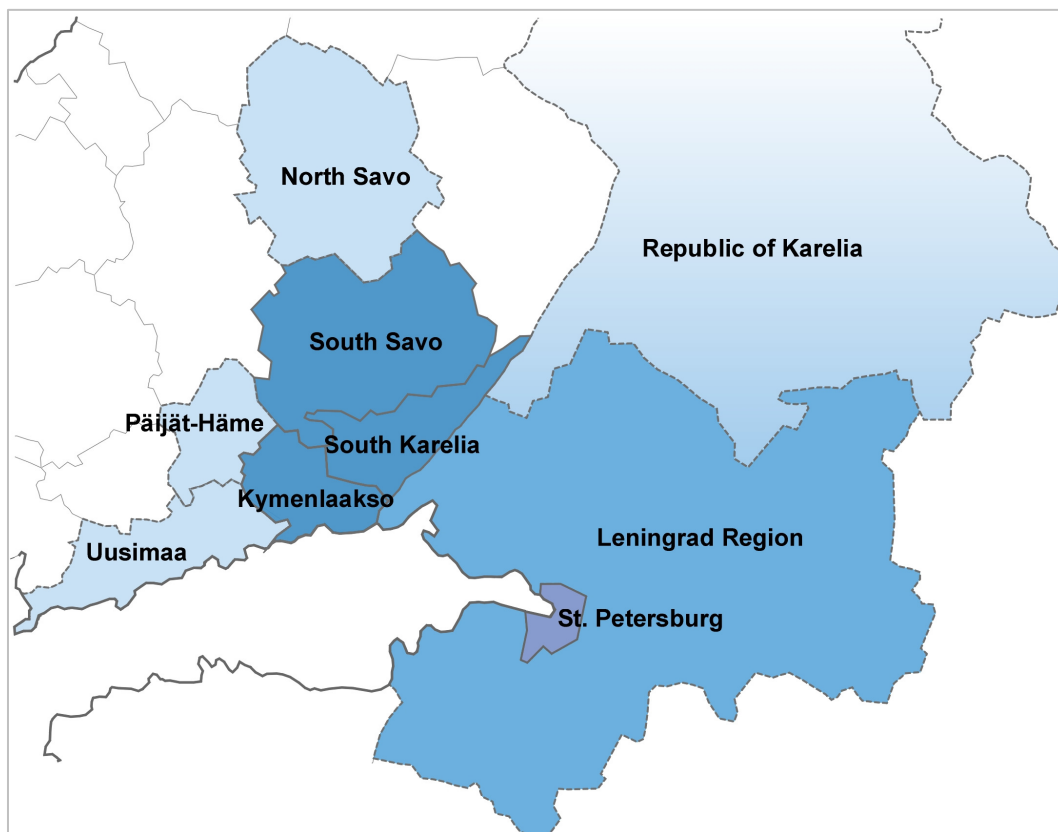 North Savo
Republic of Karelia
South Savo
Päijät-Häme
South Karelia
Kymenlaakso
Leningrad Region
Uusimaa
St. Petersburg